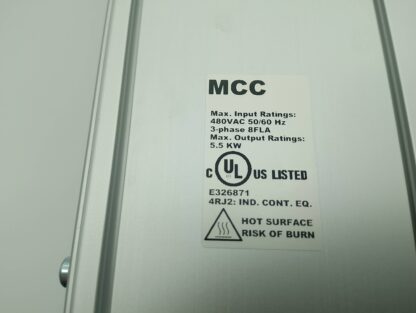 MCC
Max. Input Ratings:
480VAC 50/60 Hz
3-phase 8FLA
Max. Output Ratings:
5.5 KW
C UL US LISTED
E326871
4RJ2: IND. CONT. EQ.
HOT SURFACE
RISK OF BURN